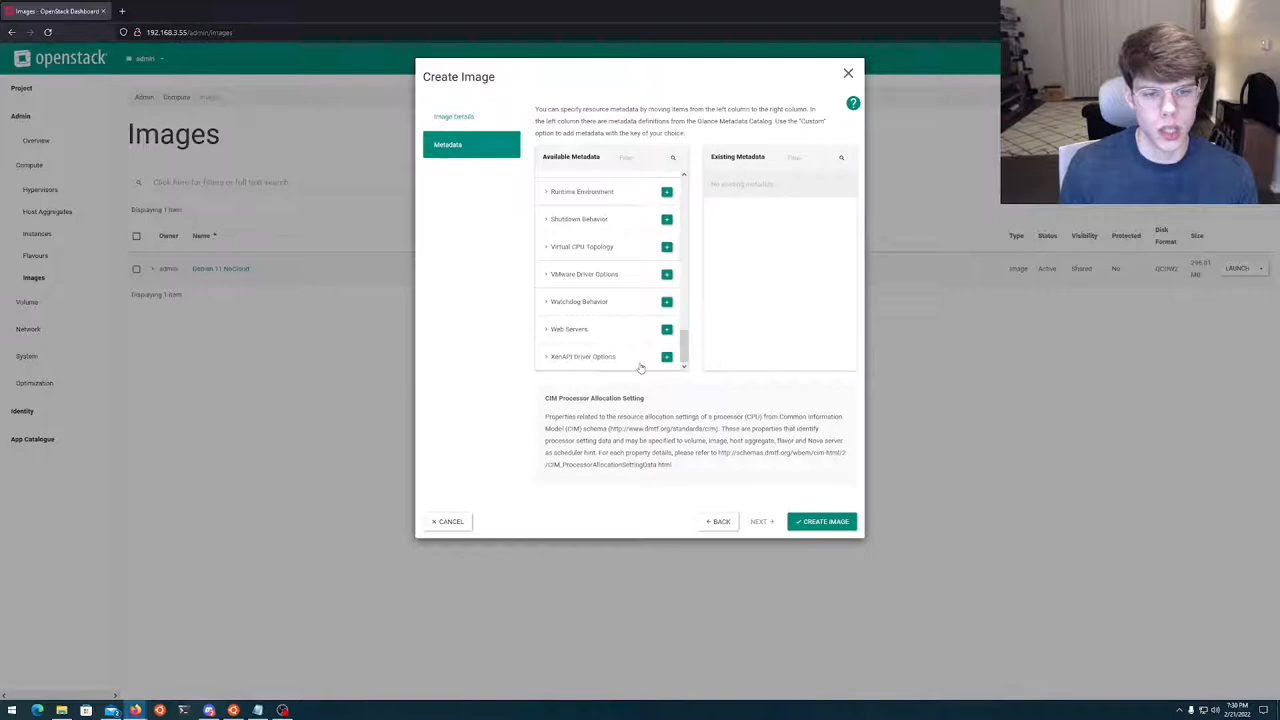 Images - OpenStack Dashboard
192.168.3.55/admin/images
openstack
admin
Project
Admin
Overview
Compute
Hypervisors
Host Aggregates
Instances
Flavours
Images
Volume
Network
System
Optimization
Identity
App Catalogue
Admin
Compute
Images
Images
Click here for filters or full text search
Displaying 1 item
Owner
Name
Type
Status
Visibility
Protected
Disk
Format
Size
admin
Debian 11 NoCloud
Image
Active
Shared
No
QCOW2
LAUNCH
Displaying 1 item
Create Image
Image Details
Metadata
You can specify resource metadata by moving items from the left column to the right column. In
the left column there are metadata definitions from the Glance Metadata Catalog. Use the "Custom"
option to add metadata with the key of your choice.
Available Metadata
Filter
Runtime Environment
Shutdown Behavior
Virtual CPU Topology
VMware Driver Options
Watchdog Behavior
Web Servers
XenAPI Driver Options
Existing Metadata
Filter
No existing metadata
CIM Processor Allocation Setting
Properties related to the resource allocation settings of a processor (CPU) from Common Information
Model (CIM) schema (http://www.dmtf.org/standards/cim). These are properties that identify
processor setting data and may be specified to volume, image, host aggregate, flavor and Nova server
as scheduler hint. For each property details, please refer to http://schemas.dmtf.org/wbem/cim-html/2
/CIM_ProcessorAllocationSettingData.html
CANCEL
BACK
NEXT
CREATE IMAGE
7:30 PM
2/21/2022